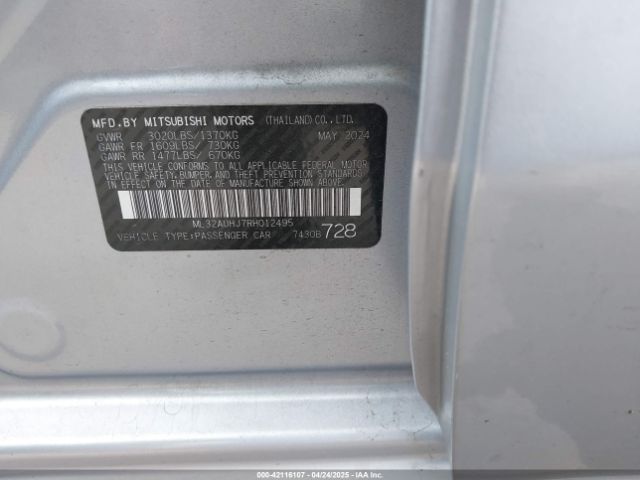 MFD.BY MITSUBISHI MOTORS (THAILAND) CO., LTD.
GVWR 3020LBS/1370KG MAY 2024
GAWR FR 1609LBS/ 730KG
GAWR RR 1477LBS/ 670KG
THIS VEHICLE CONFORMS TO ALL APPLICABLE FEDERAL MOTOR
VEHICLE SAFETY, BUMPER, AND THEFT PREVENTION STANDARDS
IN EFFECT ON THE DATE OF MANUFACTURE SHOWN ABOVE.
ML32AUHJ7RH012495
VEHICLE TYPE:PASSENGER CAR 7430B 728
000-42116107 - 04/24/2025 - IAAI.COM